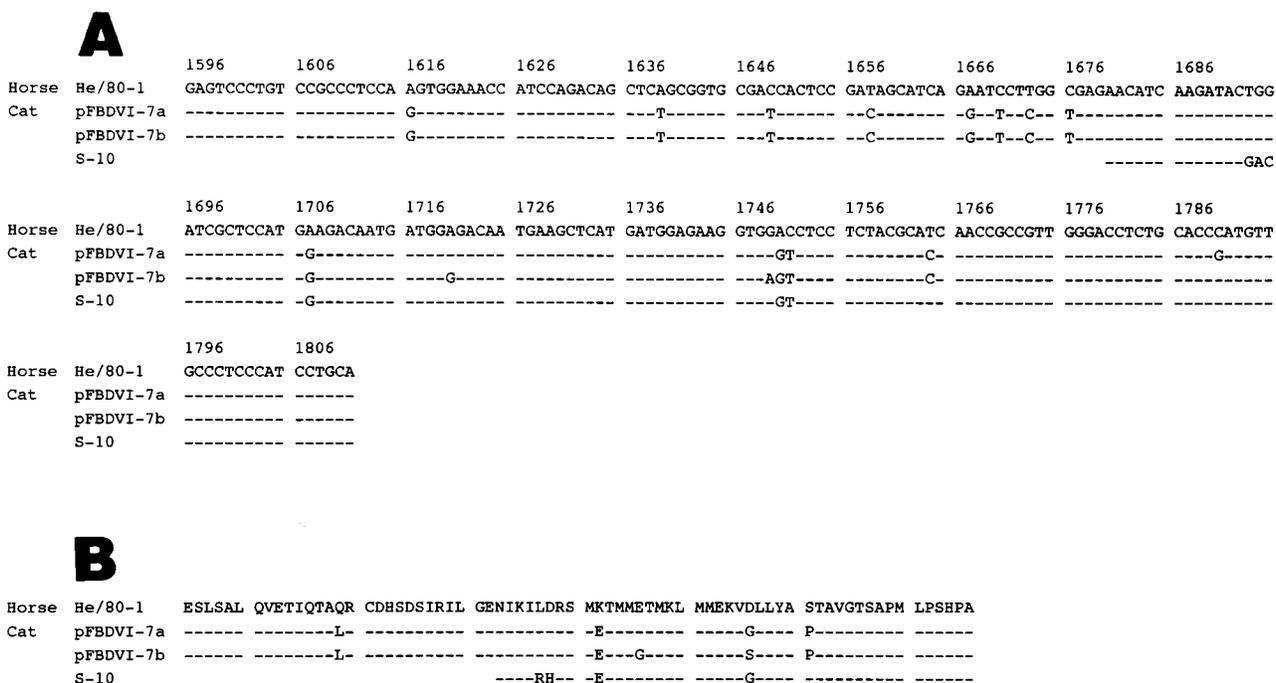 A
1596 1606 1616 1626 1636 1646 1656 1666 1676 1686
Horse He/80-1 GAGTCCCTGT CCGCCCTCCA AGTGGAAACC ATCCAGACAG CTCAGCGGTG CGACCACTCC GATAGCATCA GAATCCTTGG CGAGAACATC AAGATACTGG
Cat pFBDVI-7a ---------- ---------- G--------- ---------- ---T------ ---T------ --C------- -G--T--C-- T--------- ----------
pFBDVI-7b ---------- ---------- G--------- ---------- ---T------ ---T------ --C------- -G--T--C-- T--------- ----------
S-10 ------ -------GAC
1696 1706 1716 1726 1736 1746 1756 1766 1776 1786
Horse He/80-1 ATCGCTCCAT GAAGACAATG ATGGAGACAA TGAAGCTCAT GATGGAGAAG GTGGACCTCC TCTACGCATC AACCGCCGTT GGGACCTCTG CACCCATGTT
Cat pFBDVI-7a ---------- -G-------- ---------- ---------- ---------- ----GT---- --------C- ---------- ---------- ----G-----
pFBDVI-7b ---------- -G-------- ----G----- ---------- ---------- ---AGT---- --------C- ---------- ---------- ----------
S-10 ---------- -G-------- ---------- ---------- ---------- ----GT---- ---------- ---------- ---------- ----------
1796 1806
Horse He/80-1 GCCCTCCCAT CCTGCA
Cat pFBDVI-7a ---------- ------
pFBDVI-7b ---------- ------
S-10 ---------- ------
B
Horse He/80-1 ESLSAL QVETIQTAQR CDHSDSIRIL GENIKILDRS MKTMMETMKL MMEKVDLLYA STAVGTSAPM LPSHPA
Cat pFBDVI-7a ------ --------L- ---------- ---------- -E-------- -----G---- P--------- ------
pFBDVI-7b ------ --------L- ---------- ---------- -E---G---- -----S---- P--------- ------
S-10 ----RH-- -E-------- -----G---- ---------- ------